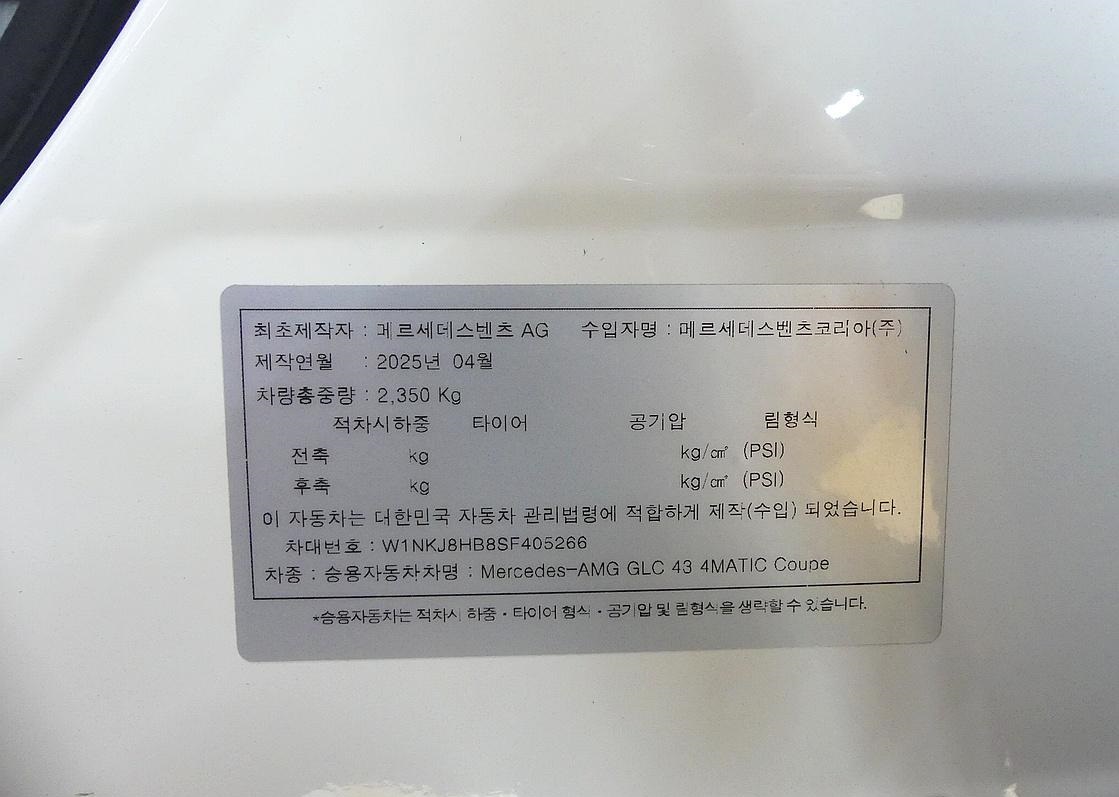 최초제작자 : 메르세데스벤츠 AG 수입자명 : 메르세데스벤츠코리아(주)
제작연월 : 2025년 04월
차량총중량 : 2,350 Kg
적차시하중 타이어 공기압 림형식
전축 kg kg/㎠ (PSI)
후축 kg kg/㎠ (PSI)
이 자동차는 대한민국 자동차 관리법령에 적합하게 제작(수입) 되었습니다.
차대번호 : W1NKJ8HB8SF405266
차종 : 승용자동차차명 : Mercedes-AMG GLC 43 4MATIC Coupe
*승용자동차는 적차시 하중·타이어 형식·공기압 및 림형식을 생략할 수 있습니다.